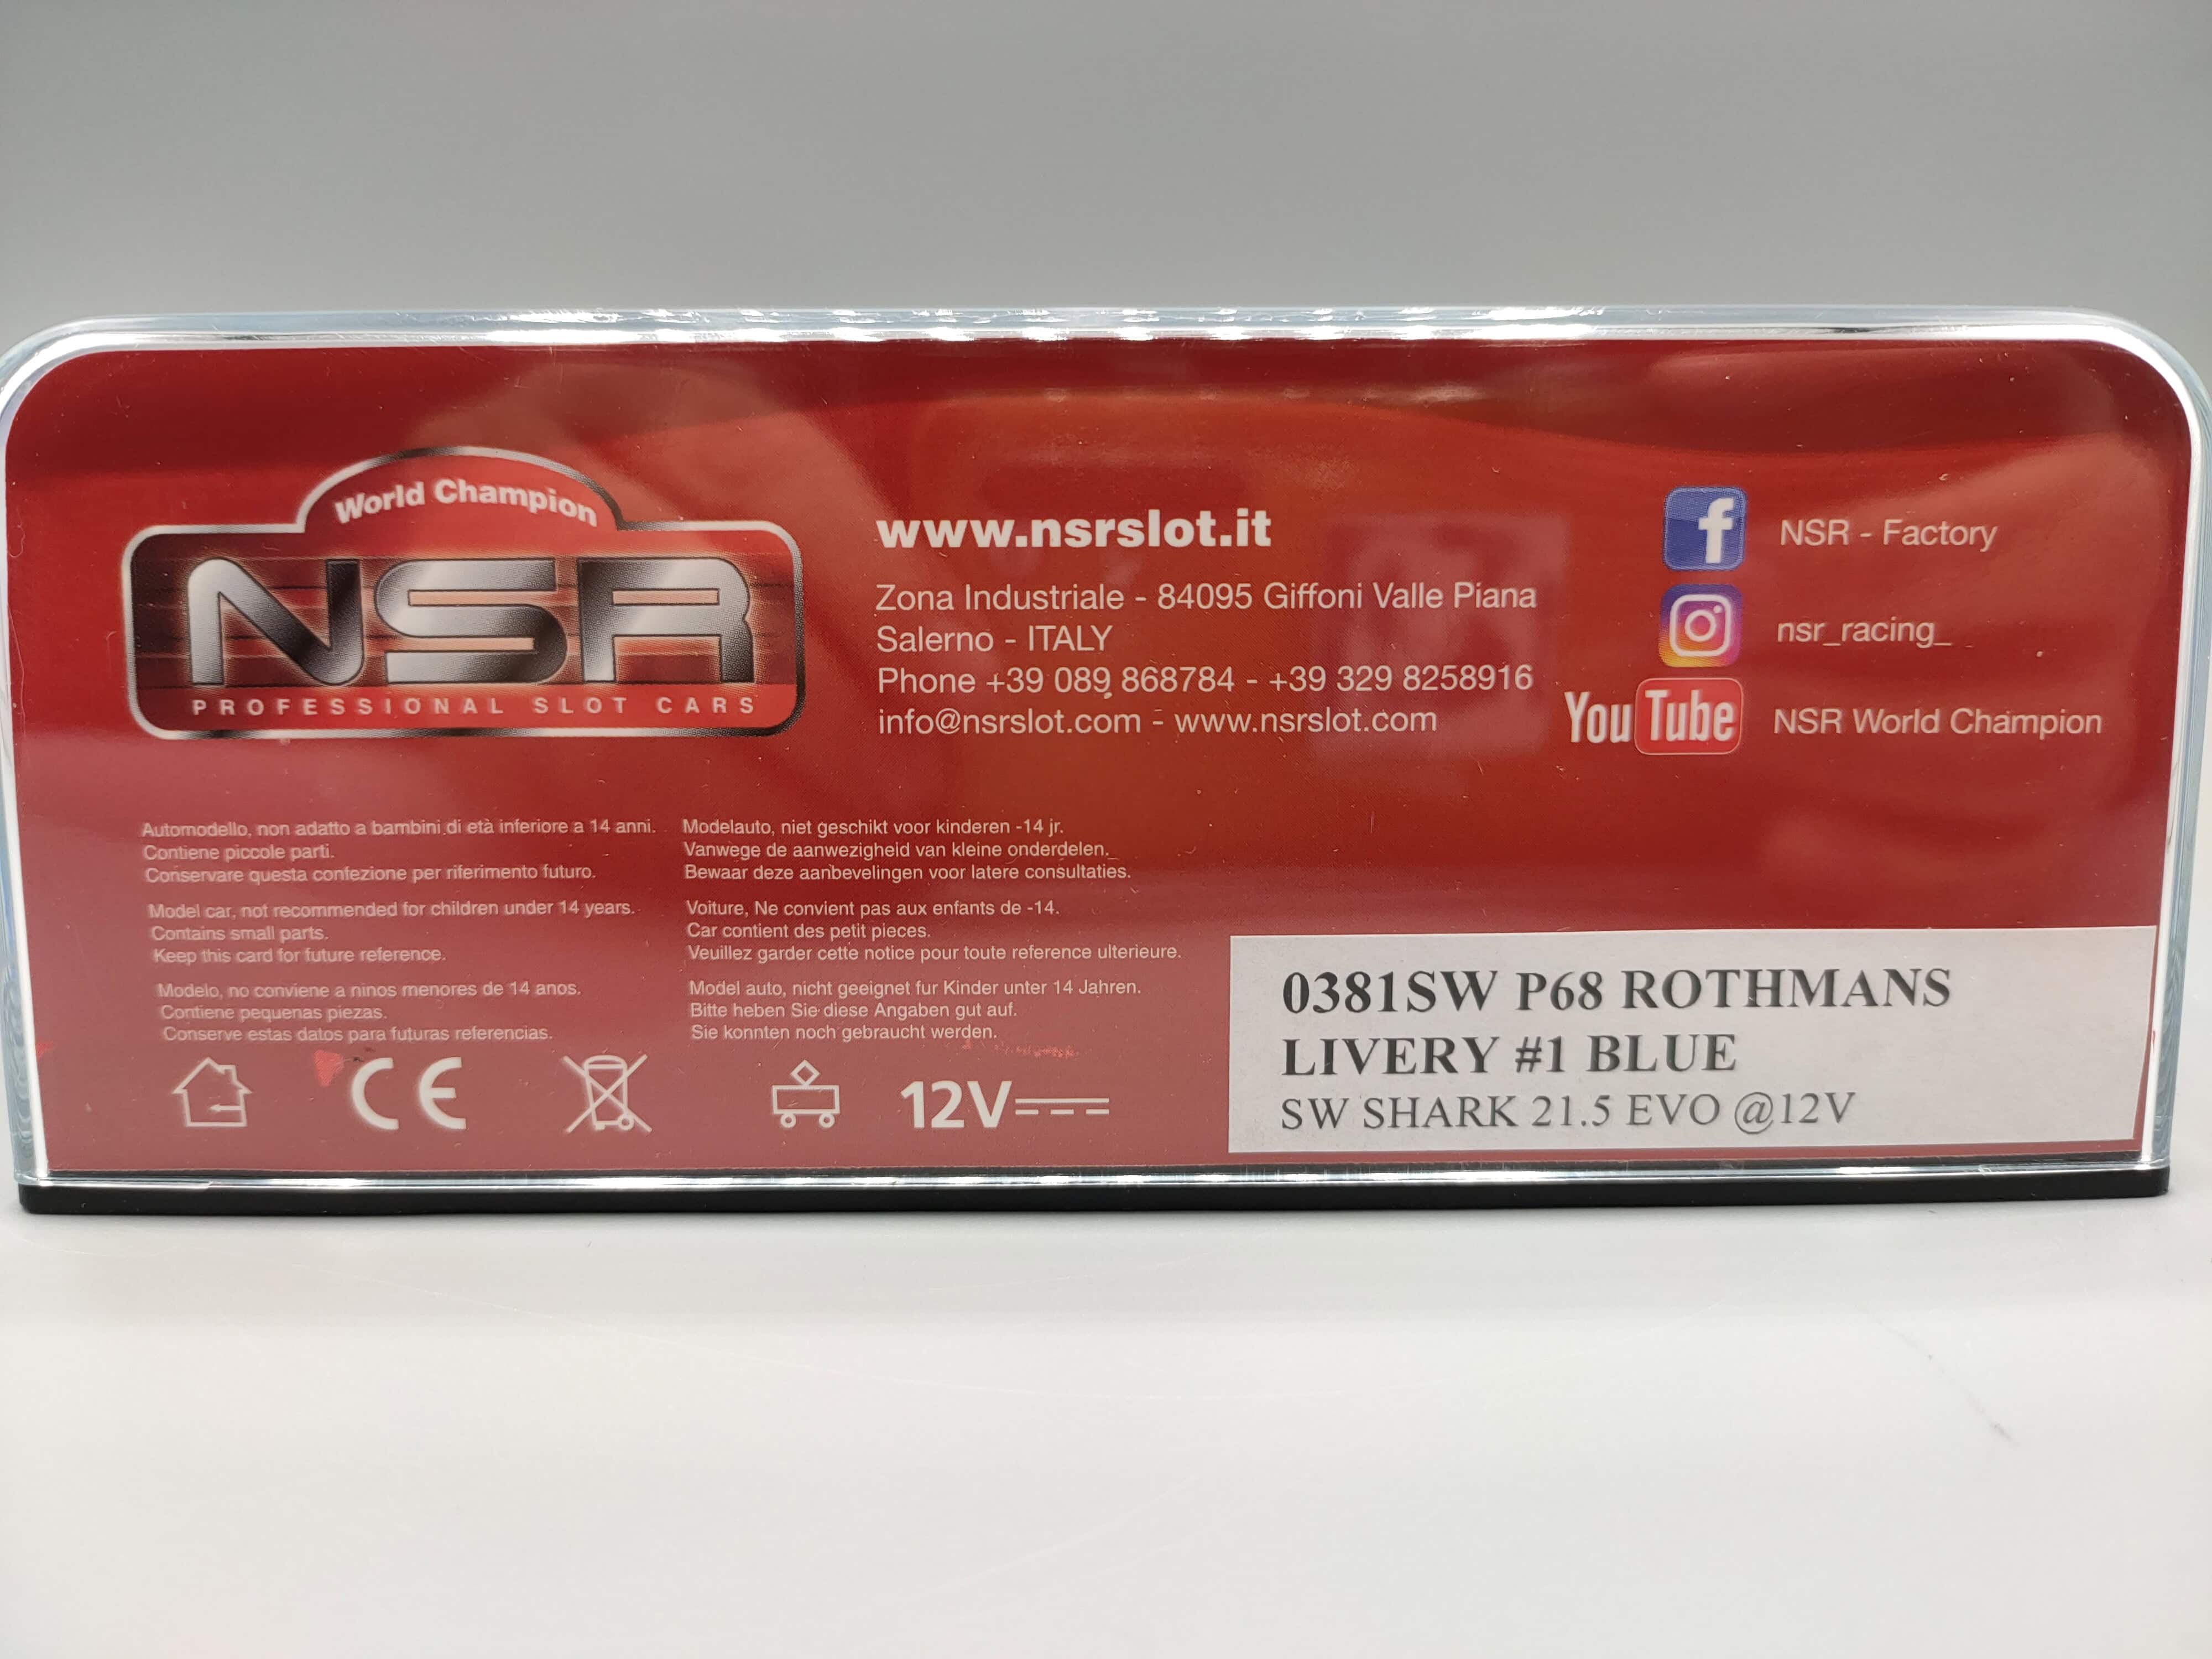 World Champion
NSR
PROFESSIONAL SLOT CARS
www.nsrslot.it
Zona Industriale - 84095 Giffoni Valle Piana
Salerno - ITALY
Phone +39 089 868784 - +39 329 8258916
info@nsrslot.com - www.nsrslot.com
f NSR - Factory
nsr_racing_
YouTube NSR World Champion
Automodello, non adatto a bambini di età inferiore a 14 anni.
Contiene piccole parti.
Conservare questa confezione per riferimento futuro.
Model car, not recommended for children under 14 years.
Contains small parts.
Keep this card for future reference.
Modelo, no conviene a ninos menores de 14 anos.
Contiene pequenas piezas.
Conserve estas datos para futuras referencias.
Modelauto, niet geschikt voor kinderen -14 jr.
Vanwege de aanwezigheid van kleine onderdelen.
Bewaar deze aanbevelingen voor latere consultaties.
Voiture, Ne convient pas aux enfants de -14.
Car contient des petit pieces.
Veuillez garder cette notice pour toute reference ulterieure.
Model auto, nicht geeignet fur Kinder unter 14 Jahren.
Bitte heben Sie diese Angaben gut auf.
Sie konnten noch gebraucht werden.
CE
12V
0381SW P68 ROTHMANS
LIVERY #1 BLUE
SW SHARK 21.5 EVO @12V